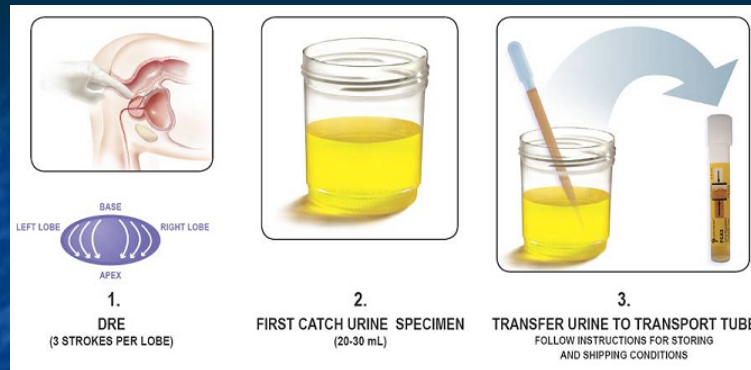 BASE
LEFT LOBE
RIGHT LOBE
APEX
1.
DRE
(3 STROKES PER LOBE)
2.
FIRST CATCH URINE SPECIMEN
(20-30 mL)
3.
TRANSFER URINE TO TRANSPORT TUBE
FOLLOW INSTRUCTIONS FOR STORING
AND SHIPPING CONDITIONS
PCA3